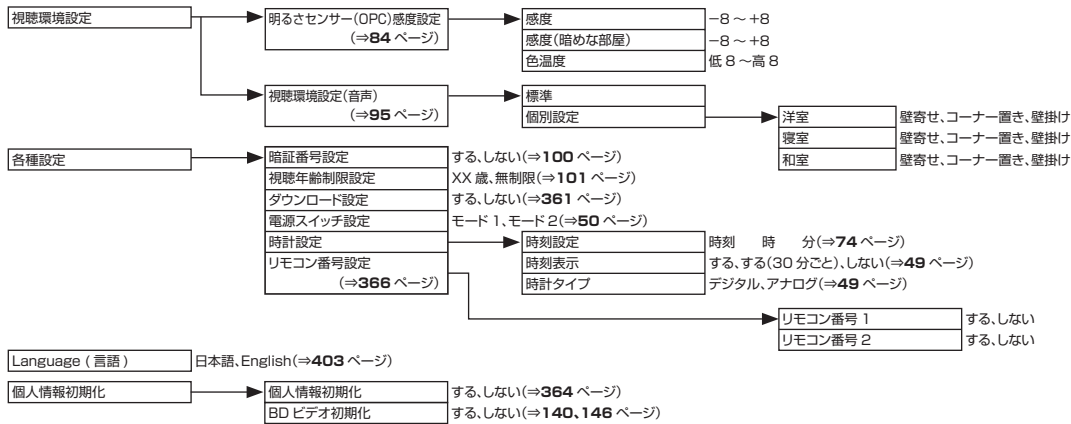 視聴環境設定 明るさセンサー(OPC)感度設定 感度 −8 ～ +8
(⇒84 ページ) 感度(暗めな部屋) −8 ～ +8
色温度 低 8 ～高 8
視聴環境設定(音声) 標準
(⇒95 ページ) 個別設定 洋室 壁寄せ、コーナー置き、壁掛け
寝室 壁寄せ、コーナー置き、壁掛け
和室 壁寄せ、コーナー置き、壁掛け
各種設定 暗証番号設定 する、しない(⇒100 ページ)
視聴年齢制限設定 XX 歳、無制限(⇒101 ページ)
ダウンロード設定 する、しない(⇒361 ページ)
電源スイッチ設定 モード 1、モード 2(⇒50 ページ)
時計設定 時刻設定 時刻 時 分(⇒74 ページ)
リモコン番号設定 時刻表示 する、する(30 分ごと)、しない(⇒49 ページ)
(⇒366 ページ) 時計タイプ デジタル、アナログ(⇒49 ページ)
リモコン番号 1 する、しない
リモコン番号 2 する、しない
Language ( 言語 ) 日本語、English(⇒403 ページ)
個人情報初期化 個人情報初期化 する、しない(⇒364 ページ)
BD ビデオ初期化 する、しない(⇒140、146 ページ)